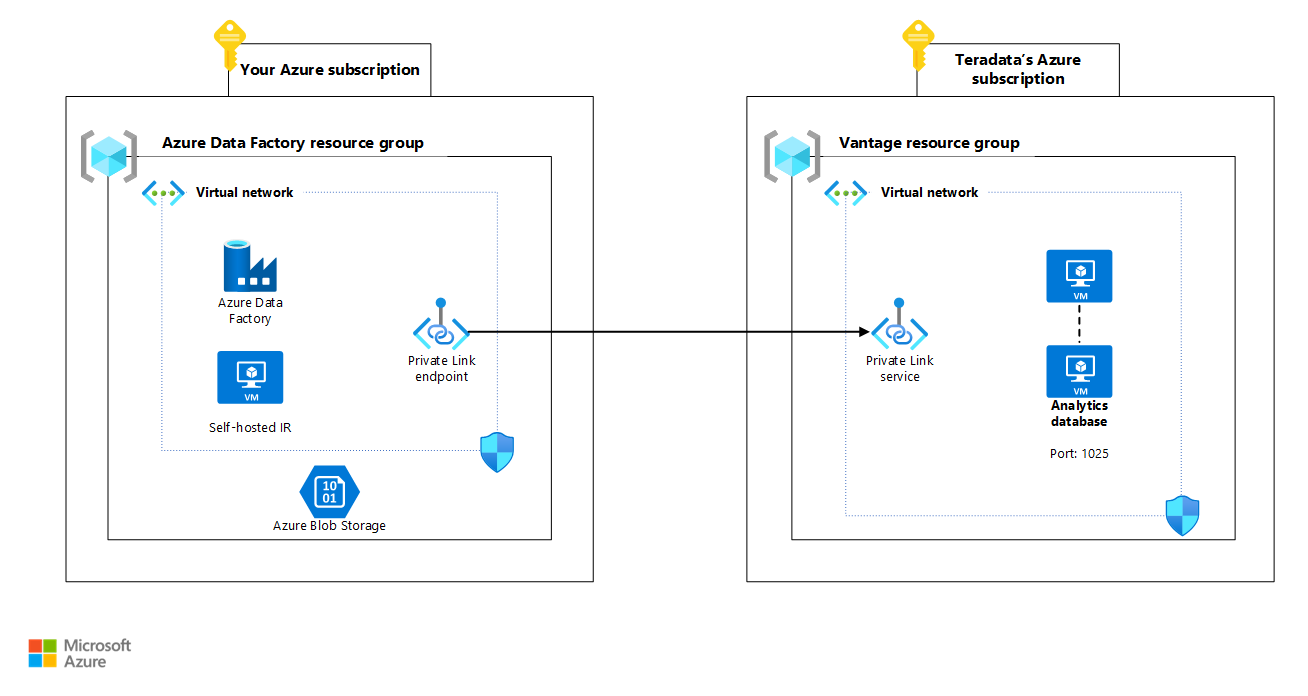 Your Azure subscription
Azure Data Factory resource group
Virtual network
Azure Data
Factory
VM
Self-hosted IR
Private Link
endpoint
10
01
Azure Blob Storage
Teradata’s Azure
subscription
Vantage resource group
Virtual network
Private Link
service
VM
VM
Analytics
database
Port: 1025
Microsoft
Azure